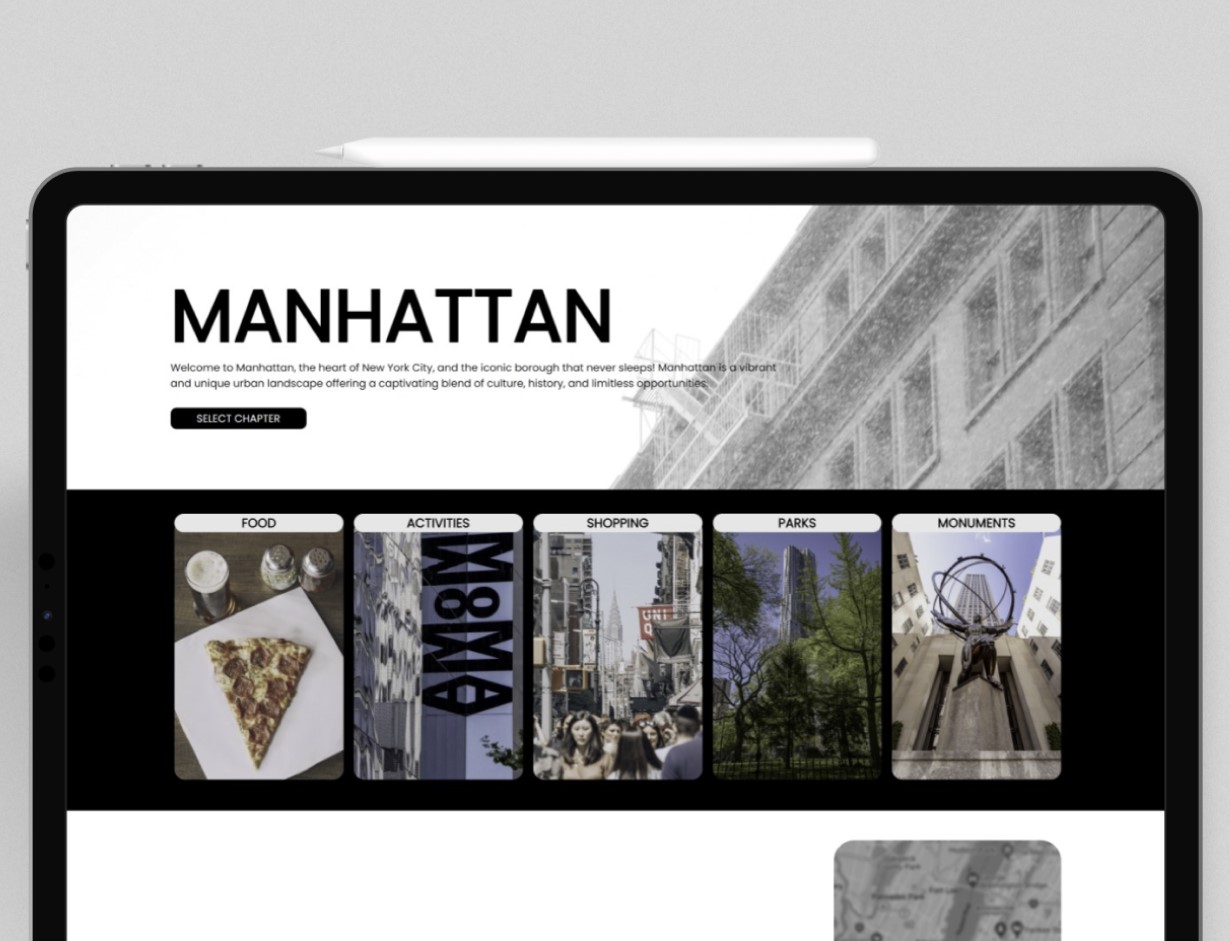 MANHATTAN
Welcome to Manhattan, the heart of New York City, and the iconic borough that never sleeps! Manhattan is a vibrant
and unique urban landscape offering a captivating blend of culture, history, and limitless opportunities.
SELECT CHAPTER
FOOD
ACTIVITIES
SHOPPING
PARKS
MONUMENTS
MoMA
MoMA
UNI
Q